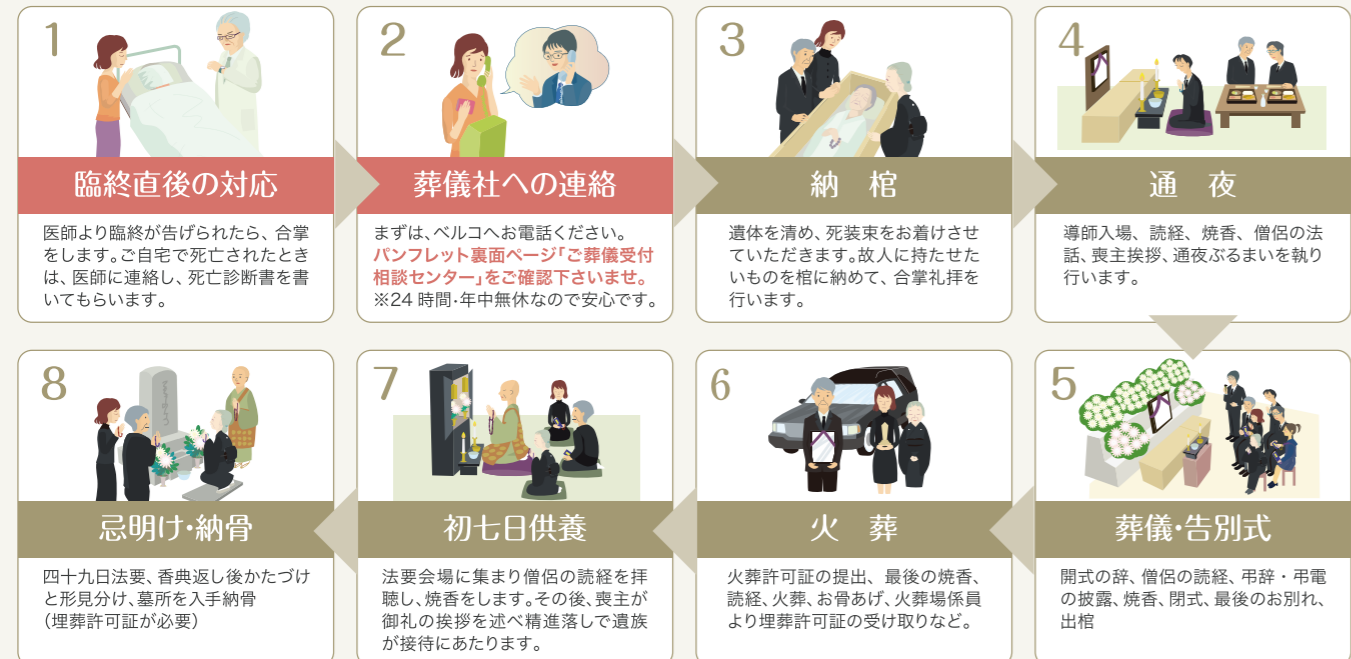 1
臨終直後の対応
医師より臨終が告げられたら、合掌
をします。ご自宅で死亡されたとき
は、医師に連絡し、死亡診断書を書
いてもらいます。
2
葬儀社への連絡
まずは、ベルコへお電話ください。
パンフレット裏面ページ「ご葬儀受付
相談センター」をご確認下さいませ。
※24 時間・年中無休なので安心です。
3
納 棺
遺体を清め、死装束をお着けさせ
ていただきます。故人に持たせた
いものを棺に納めて、合掌礼拝を
行います。
4
通 夜
導師入場、読経、焼香、僧侶の法
話、喪主挨拶、通夜ぶるまいを執り
行います。
5
葬儀・告別式
開式の辞、僧侶の読経、弔辞・弔電
の披露、焼香、閉式、最後のお別れ、
出棺
6
火 葬
火葬許可証の提出、最後の焼香、
読経、火葬、お骨あげ、火葬場係員
より埋葬許可証の受け取りなど。
7
初七日供養
法要会場に集まり僧侶の読経を拝
聴し、焼香をします。その後、喪主が
御礼の挨拶を述べ精進落しで遺族
が接待にあたります。
8
忌明け・納骨
四十九日法要、香典返し後かたづけ
と形見分け、墓所を入手納骨
（埋葬許可証が必要）